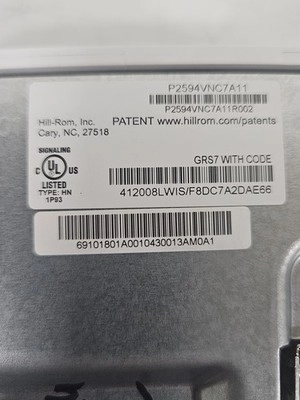 P2594VNC7A11
P2594VNC7A11R002
Hill-Rom, Inc.
Cary, NC, 27518
PATENT www.hillrom.com/patents
SIGNALING
C UL US
LISTED
TYPE: HN
1P93
GRS7 WITH CODE
412008LWIS/F8DC7A2DAE66
69101801A0010430013AM0A1